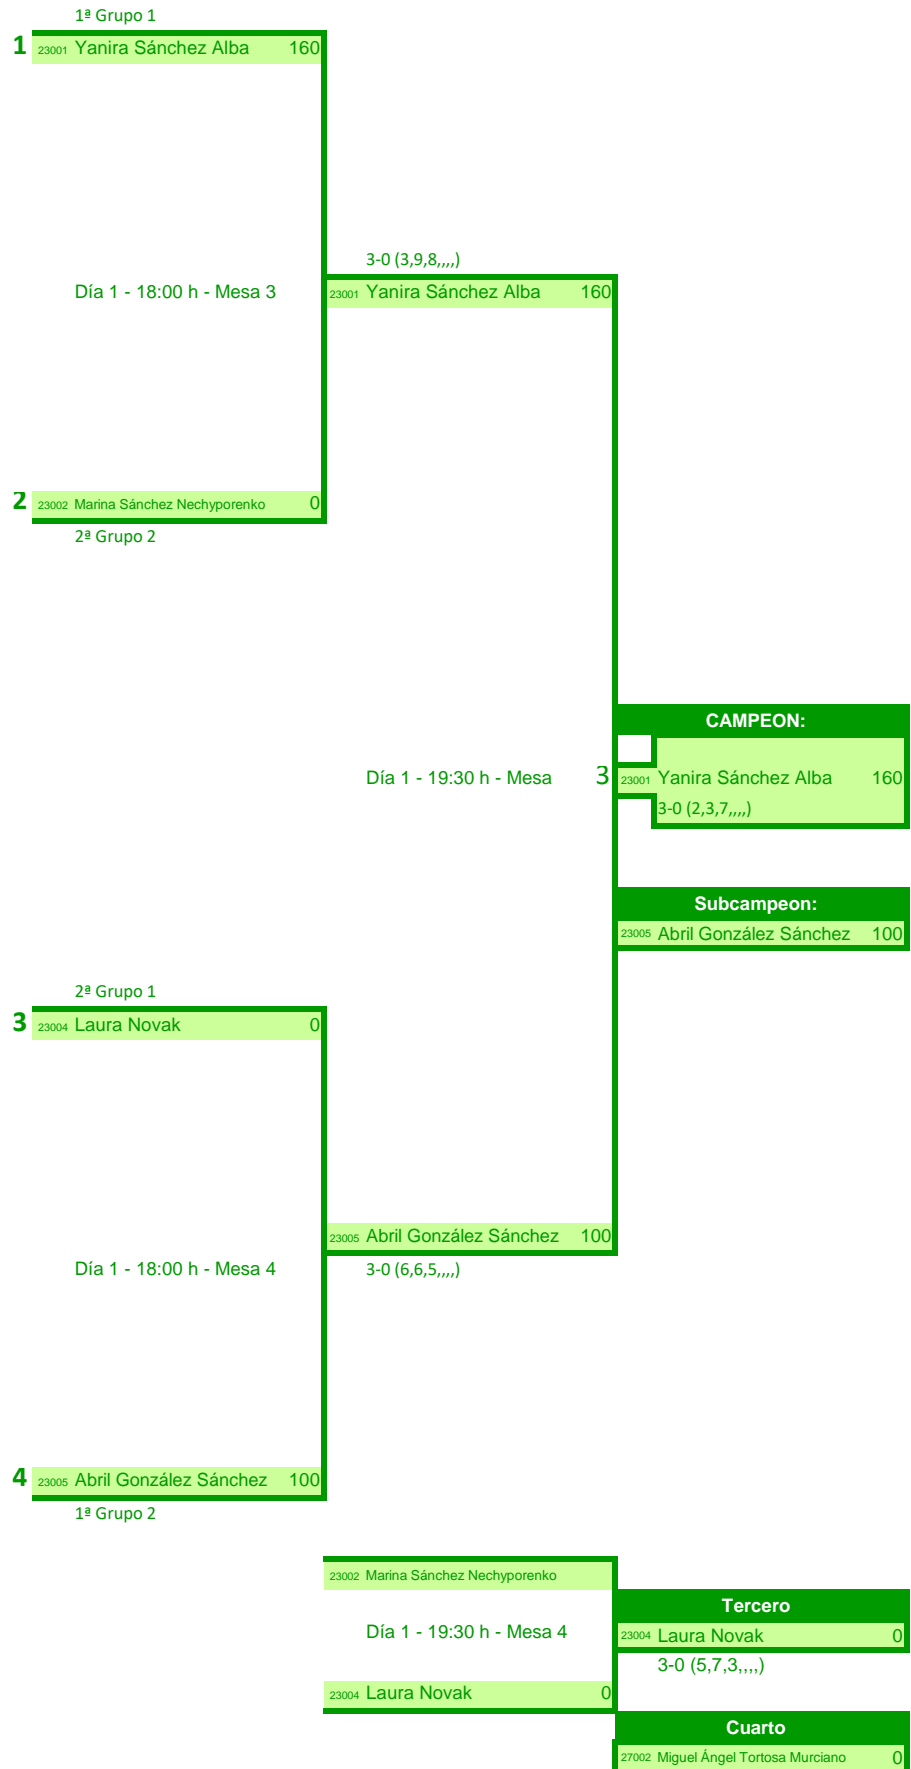 1ª Grupo 1
1 23001 Yanira Sánchez Alba 160
3-0 (3,9,8,,,,)
Día 1 - 18:00 h - Mesa 3
23001 Yanira Sánchez Alba 160
2 23002 Marina Sánchez Nechyporenko 0
2ª Grupo 2
CAMPEON:
Día 1 - 19:30 h - Mesa 3
23001 Yanira Sánchez Alba 160
3-0 (2,3,7,,,,)
Subcampeon:
23005 Abril González Sánchez 100
2ª Grupo 1
3 23004 Laura Novak 0
23005 Abril González Sánchez 100
Día 1 - 18:00 h - Mesa 4
3-0 (6,6,5,,,,)
4 23005 Abril González Sánchez 100
1ª Grupo 2
23002 Marina Sánchez Nechyporenko
Tercero
Día 1 - 19:30 h - Mesa 4
23004 Laura Novak 0
3-0 (5,7,3,,,,)
23004 Laura Novak 0
Cuarto
27002 Miguel Ángel Tortosa Murciano 0